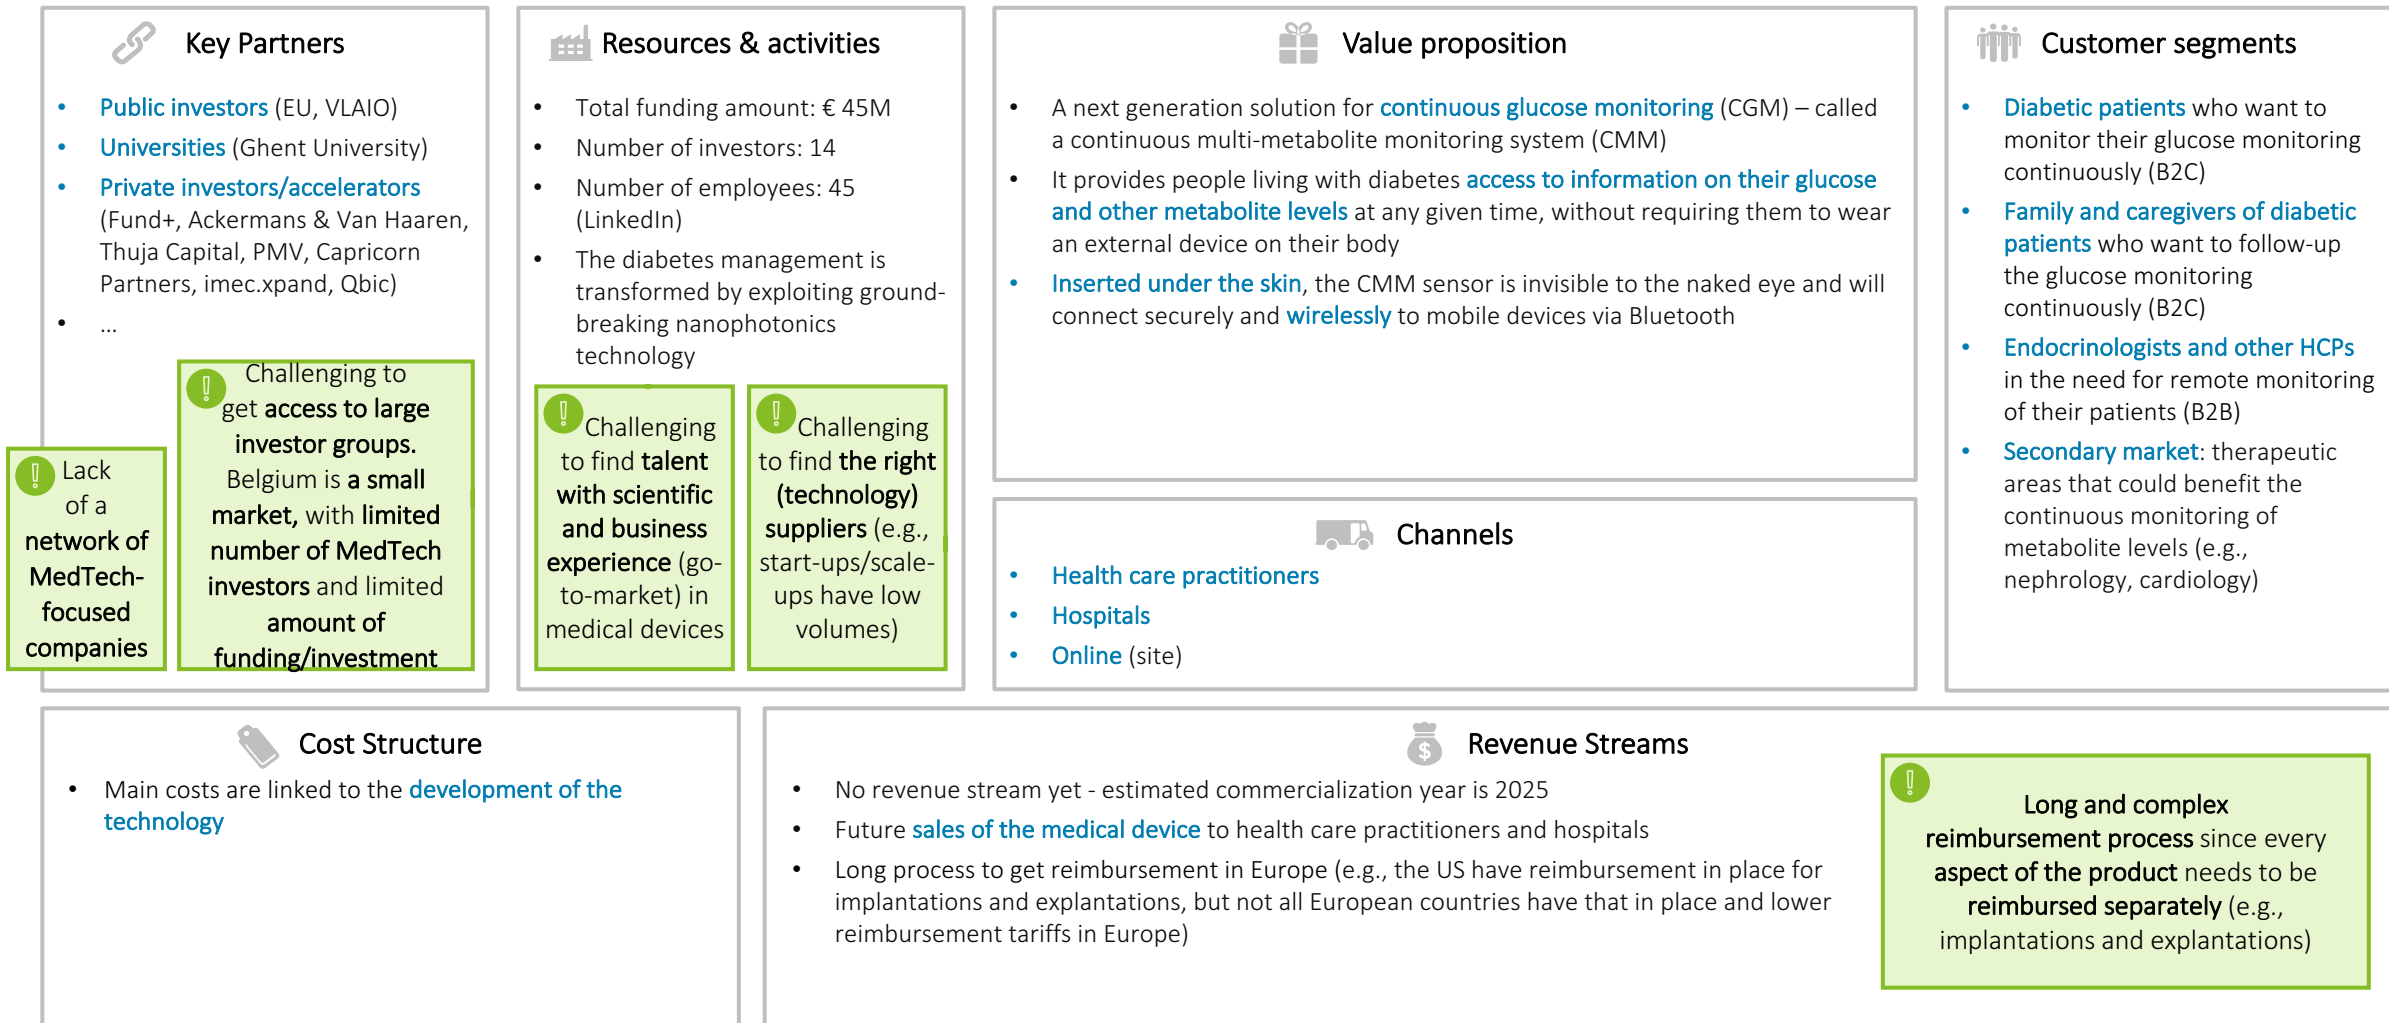 Key Partners
• Public investors (EU, VLAIO)
• Universities (Ghent University)
• Private investors/accelerators
(Fund+, Ackermans & Van Haaren,
Thuja Capital, PMV, Capricorn
Partners, imec.xpand, Qbic)
• ...
! Lack
of a
network of
MedTech-
focused
companies
! Challenging to
get access to large
investor groups.
Belgium is a small
market, with limited
number of MedTech
investors and limited
amount of
funding/investment
Resources & activities
• Total funding amount: € 45M
• Number of investors: 14
• Number of employees: 45
(LinkedIn)
• The diabetes management is
transformed by exploiting ground-
breaking nanophotonics
technology
! Challenging
to find talent
with scientific
and business
experience (go-
to-market) in
medical devices
! Challenging
to find the right
(technology)
suppliers (e.g.,
start-ups/scale-
ups have low
volumes)
Value proposition
• A next generation solution for continuous glucose monitoring (CGM) – called
a continuous multi-metabolite monitoring system (CMM)
• It provides people living with diabetes access to information on their glucose
and other metabolite levels at any given time, without requiring them to wear
an external device on their body
• Inserted under the skin, the CMM sensor is invisible to the naked eye and will
connect securely and wirelessly to mobile devices via Bluetooth
Channels
• Health care practitioners
• Hospitals
• Online (site)
Customer segments
• Diabetic patients who want to
monitor their glucose monitoring
continuously (B2C)
• Family and caregivers of diabetic
patients who want to follow-up
the glucose monitoring
continuously (B2C)
• Endocrinologists and other HCPs
in the need for remote monitoring
of their patients (B2B)
• Secondary market: therapeutic
areas that could benefit the
continuous monitoring of
metabolite levels (e.g.,
nephrology, cardiology)
Cost Structure
• Main costs are linked to the development of the
technology
$ Revenue Streams
• No revenue stream yet - estimated commercialization year is 2025
• Future sales of the medical device to health care practitioners and hospitals
• Long process to get reimbursement in Europe (e.g., the US have reimbursement in place for
implantations and explantations, but not all European countries have that in place and lower
reimbursement tariffs in Europe)
! Long and complex
reimbursement process since every
aspect of the product needs to be
reimbursed separately (e.g.,
implantations and explantations)